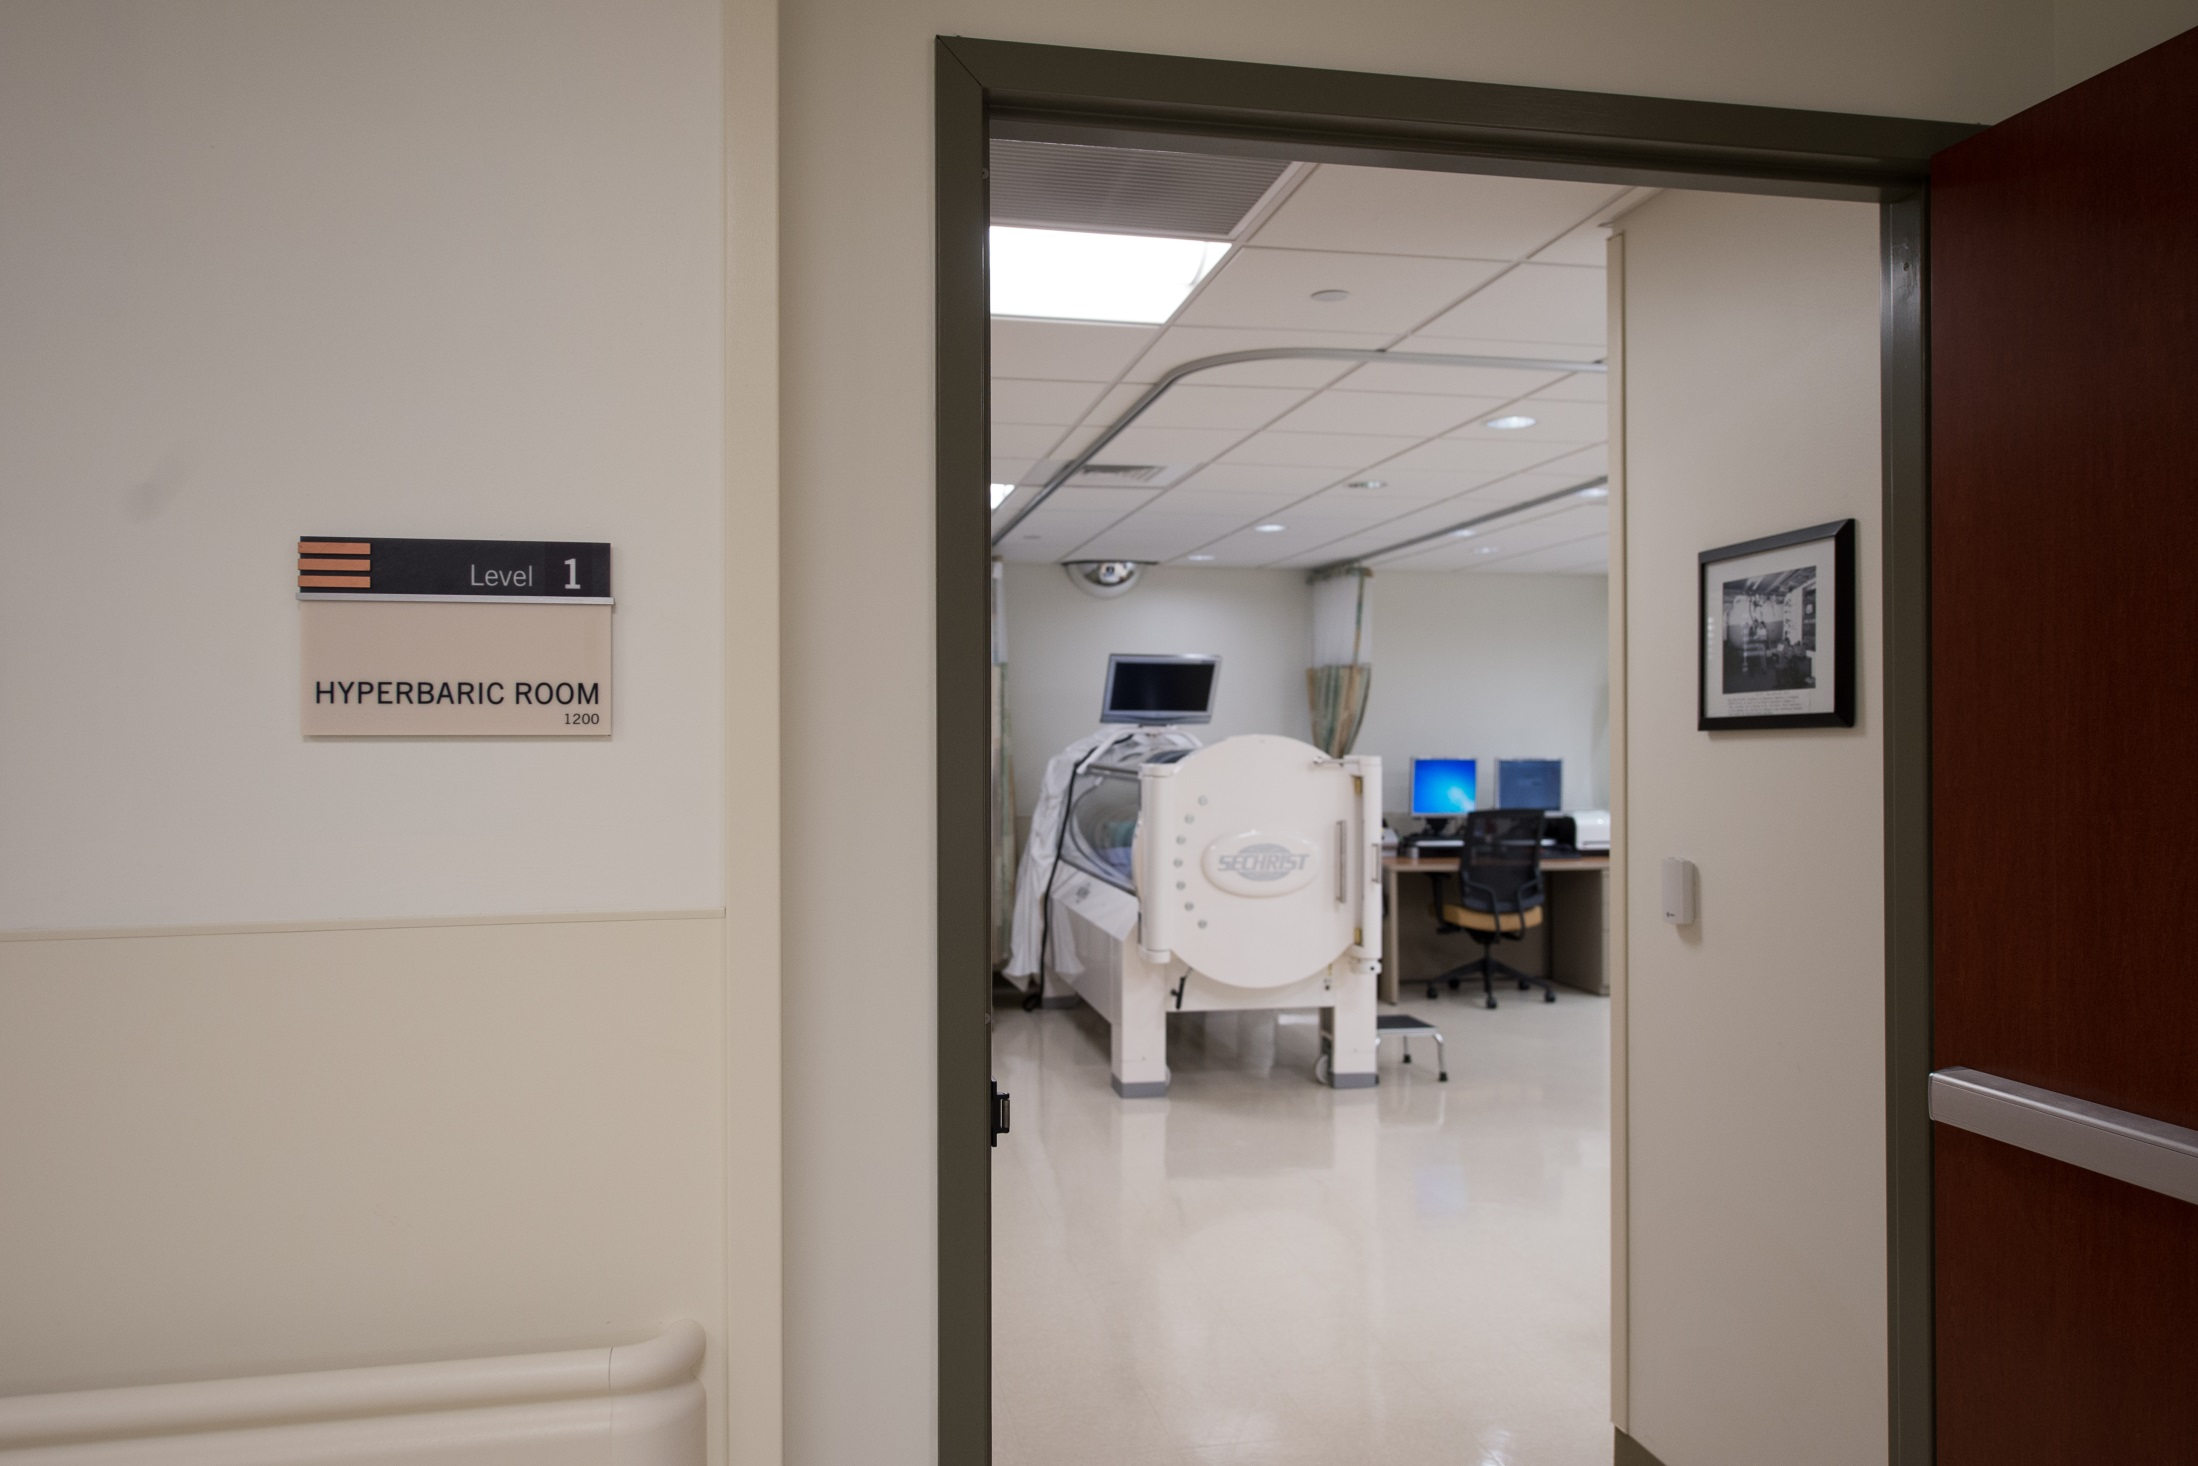 Level 1
HYPERBARIC ROOM
1200
SECHRIST